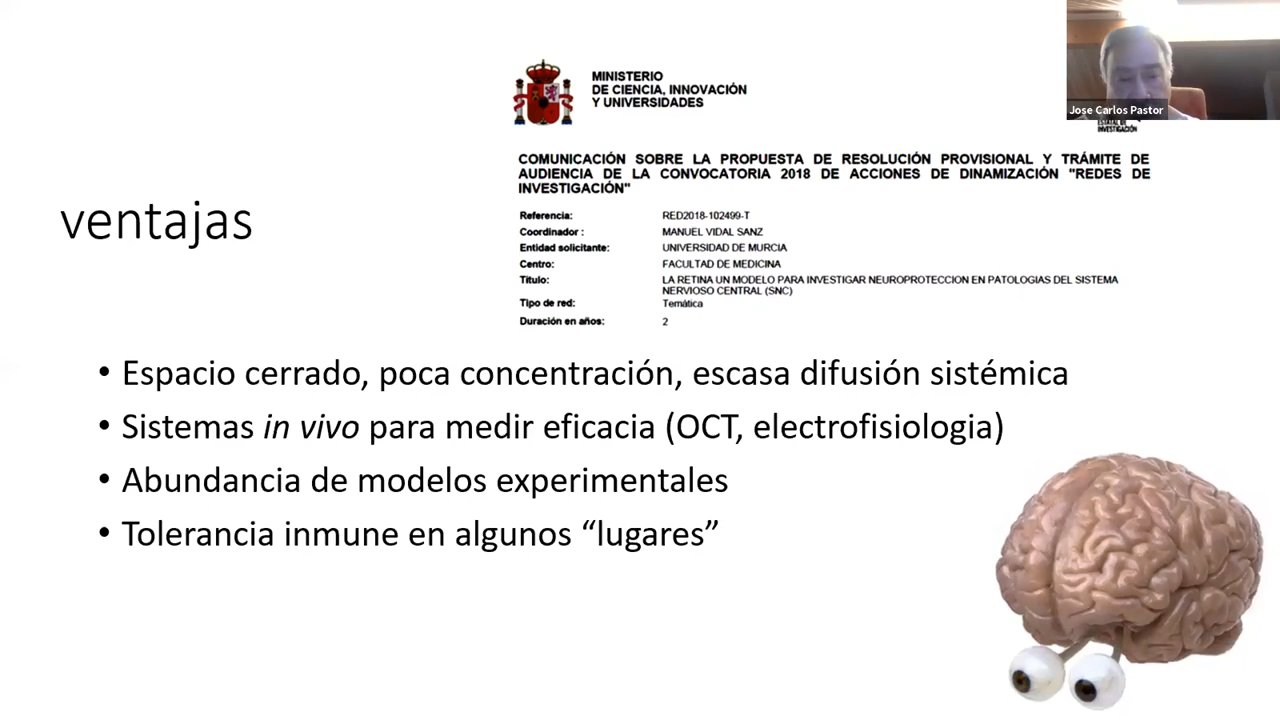 MINISTERIO
DE CIENCIA, INNOVACIÓN
Y UNIVERSIDADES
Jose Carlos Pastor
ESTATAL DE
INVESTIGACIÓN
COMUNICACIÓN SOBRE LA PROPUESTA DE RESOLUCIÓN PROVISIONAL Y TRÁMITE DE
AUDIENCIA DE LA CONVOCATORIA 2018 DE ACCIONES DE DINAMIZACIÓN "REDES DE
INVESTIGACIÓN"
ventajas
Referencia: RED2018-102499-T
Coordinador : MANUEL VIDAL SANZ
Entidad solicitante: UNIVERSIDAD DE MURCIA
Centro: FACULTAD DE MEDICINA
Titulo: LA RETINA UN MODELO PARA INVESTIGAR NEUROPROTECCION EN PATOLOGIAS DEL SISTEMA
NERVIOSO CENTRAL (SNC)
Tipo de red: Temática
Duración en años: 2
• Espacio cerrado, poca concentración, escasa difusión sistémica
• Sistemas in vivo para medir eficacia (OCT, electrofisiologia)
• Abundancia de modelos experimentales
• Tolerancia inmune en algunos “lugares”